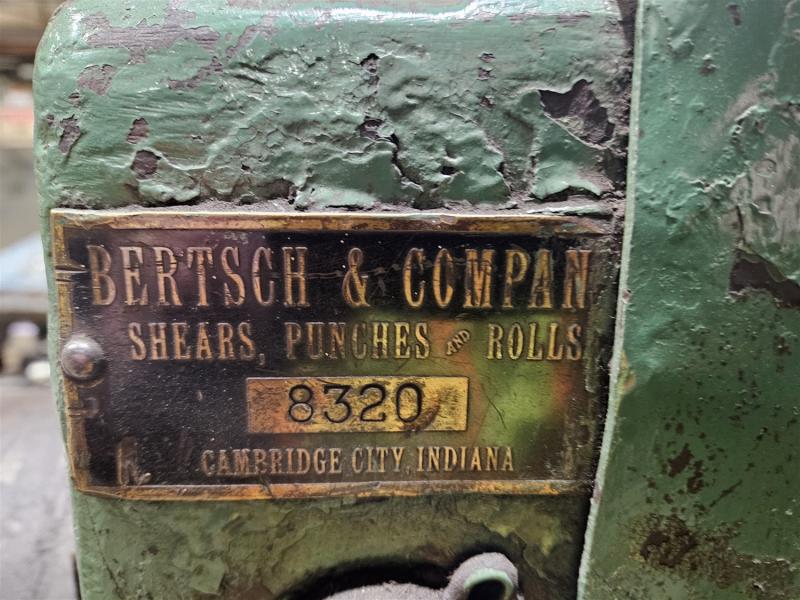 BERTSCH & COMPAN
SHEARS, PUNCHES AND ROLLS
8320
CAMBRIDGE CITY, INDIANA